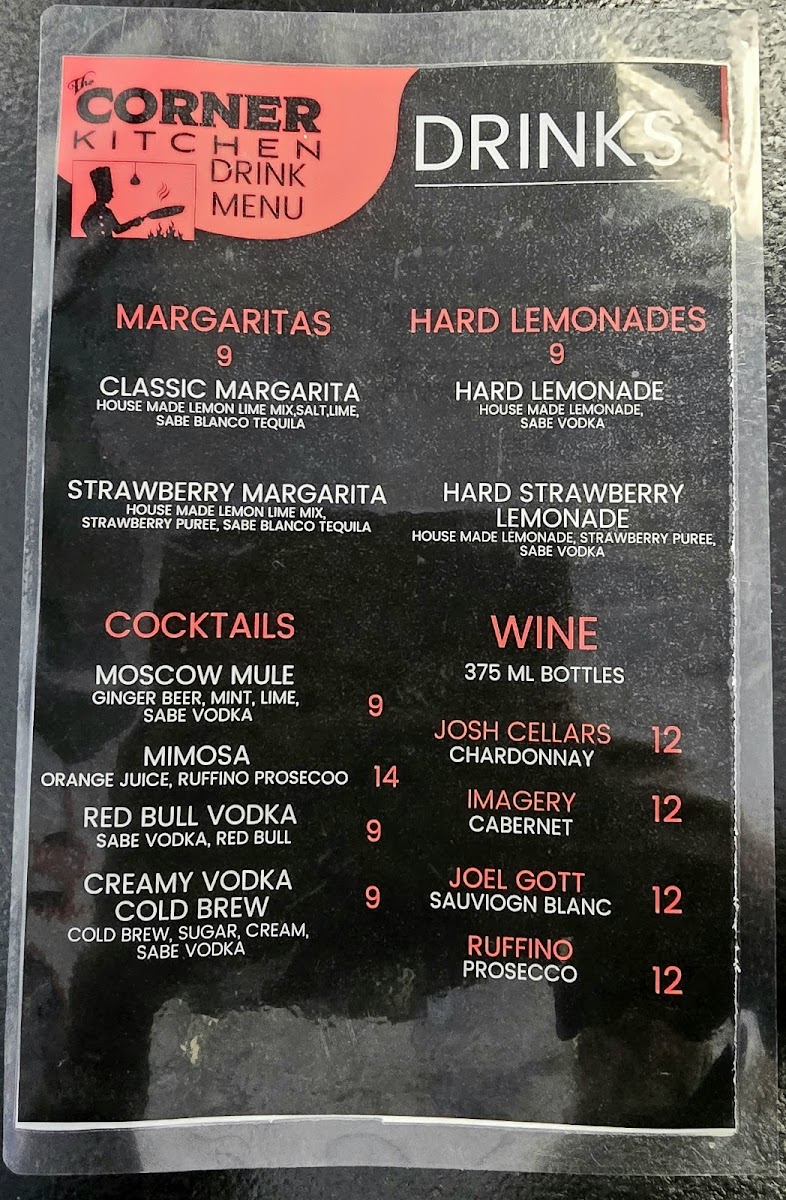 The
CORNER
KITCHEN
DRINK
MENU
DRINKS
MARGARITAS
9
CLASSIC MARGARITA
HOUSE MADE LEMON LIME MIX,SALT,LIME,
SABE BLANCO TEQUILA
STRAWBERRY MARGARITA
HOUSE MADE LEMON LIME MIX,
STRAWBERRY PUREE, SABE BLANCO TEQUILA
HARD LEMONADES
9
HARD LEMONADE
HOUSE MADE LEMONADE,
SABE VODKA
HARD STRAWBERRY
LEMONADE
HOUSE MADE LEMONADE, STRAWBERRY PUREE,
SABE VODKA
COCKTAILS
MOSCOW MULE
GINGER BEER, MINT, LIME,
SABE VODKA
9
MIMOSA
ORANGE JUICE, RUFFINO PROSECOO 14
RED BULL VODKA
SABE VODKA, RED BULL
9
CREAMY VODKA
COLD BREW
9
COLD BREW, SUGAR, CREAM,
SABE VODKA
WINE
375 ML BOTTLES
JOSH CELLARS
CHARDONNAY
12
IMAGERY
CABERNET
12
JOEL GOTT
SAUVIOGN BLANC
12
RUFFINO
PROSECCO
12